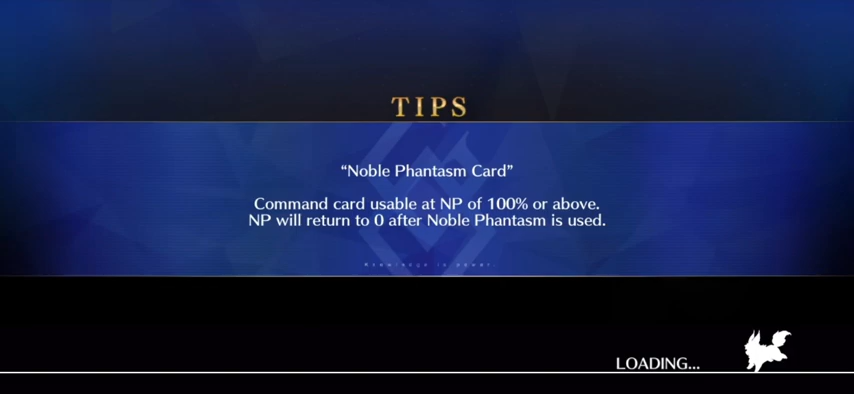 TIPS
“Noble Phantasm Card”
Command card usable at NP of 100% or above.
NP will return to 0 after Noble Phantasm is used.
LOADING...